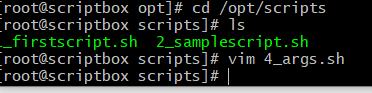 [root@scriptbox opt]# cd /opt/scripts
[root@scriptbox scripts]# ls
_firstscript.sh 2_samplescript.sh
[root@scriptbox scripts]# vim 4_args.sh
[root@scriptbox scripts]#